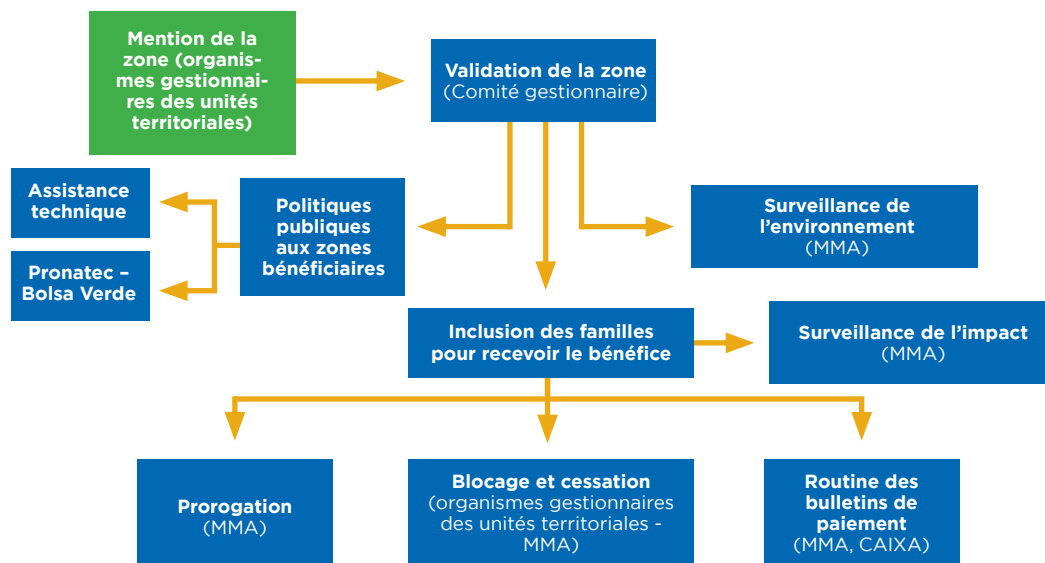 Mention de la
zone (organis-
mes gestionnai-
res des unités
territoriales)
Validation de la zone
(Comité gestionnaire)
Assistance
technique
Pronatec –
Bolsa Verde
Politiques
publiques
aux zones
bénéficiaires
Surveillance de
l’environnement
(MMA)
Inclusion des familles
pour recevoir le bénéfice
Surveillance de l’impact
(MMA)
Prorogation
(MMA)
Blocage et cessation
(organismes gestionnaires
des unités territoriales -
MMA)
Routine des
bulletins de
paiement
(MMA, CAIXA)